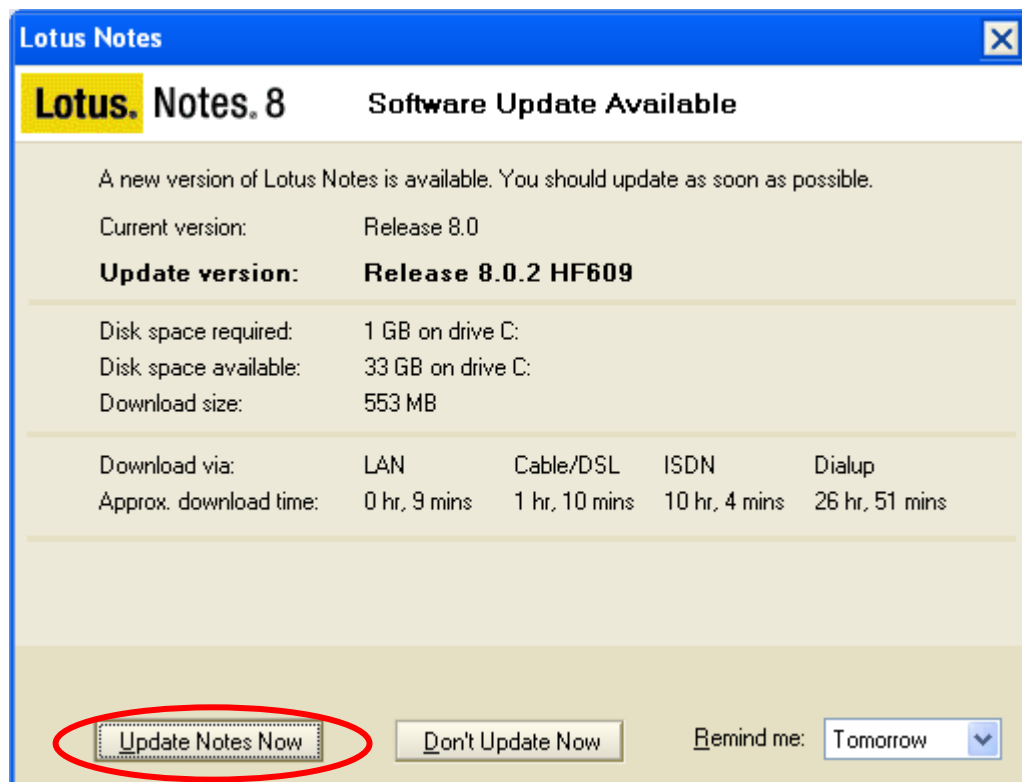 Lotus Notes
Lotus. Notes. 8 Software Update Available
A new version of Lotus Notes is available. You should update as soon as possible.
Current version: Release 8.0
Update version: Release 8.0.2 HF609
Disk space required: 1 GB on drive C:
Disk space available: 33 GB on drive C:
Download size: 553 MB
Download via: LAN Cable/DSL ISDN Dialup
Approx. download time: 0 hr, 9 mins 1 hr, 10 mins 10 hr, 4 mins 26 hr, 51 mins
Update Notes Now Don't Update Now Remind me: Tomorrow